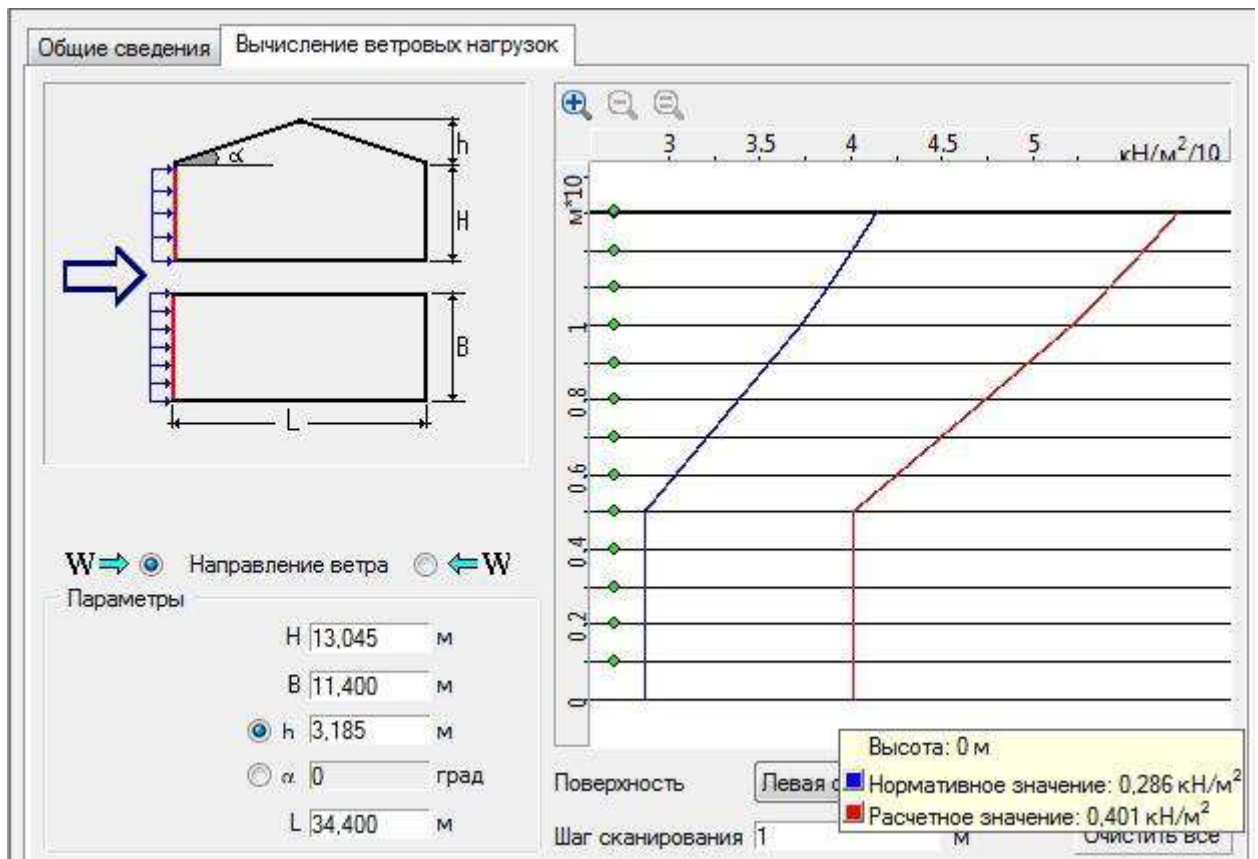 Общие сведения
Вычисление ветровых нагрузок
h
α
H
B
L
3 3.5 4 4.5 5 кН/м²/10
м*10
1
0,8
0,6
0,4
0,2
0
W Направление ветра W
Параметры
H 13,045 м
B 11,400 м
h 3,185 м
α 0 град
L 34,400 м
Высота: 0 м
Нормативное значение: 0,286 кН/м²
Расчетное значение: 0,401 кН/м²
Поверхность Левая
Шаг сканирования 1 м Очистить все